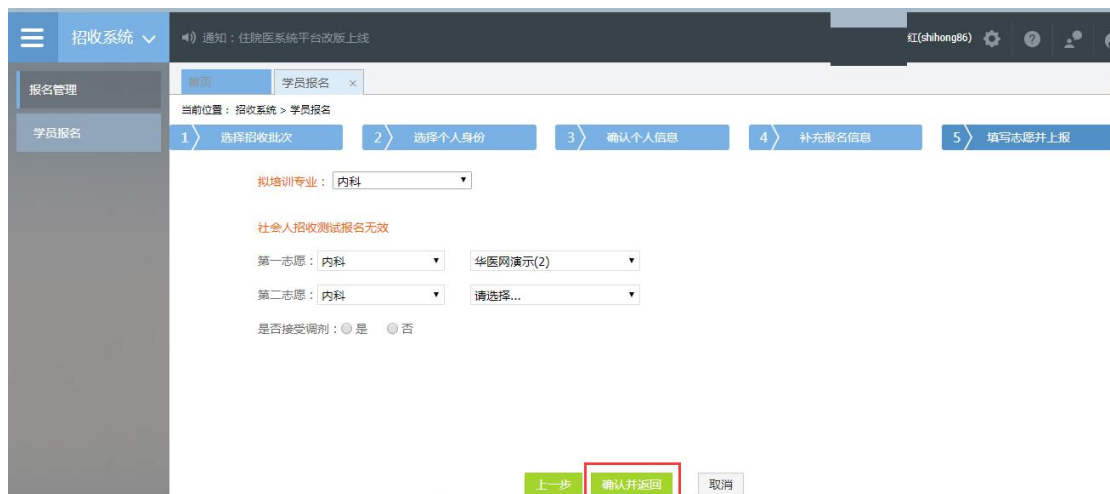 招收系统 通知：住院医系统平台改版上线 红(shihong86)
报名管理 首页 学员报名 ×
当前位置： 招收系统 > 学员报名
学员报名 1 选择招收批次 2 选择个人身份 3 确认个人信息 4 补充报名信息 5 填写志愿并上报
拟培训专业： 内科
社会人招收测试报名无效
第一志愿： 内科 华医网演示(2)
第二志愿： 内科 请选择...
是否接受调剂： 是 否
上一步 确认并返回 取消